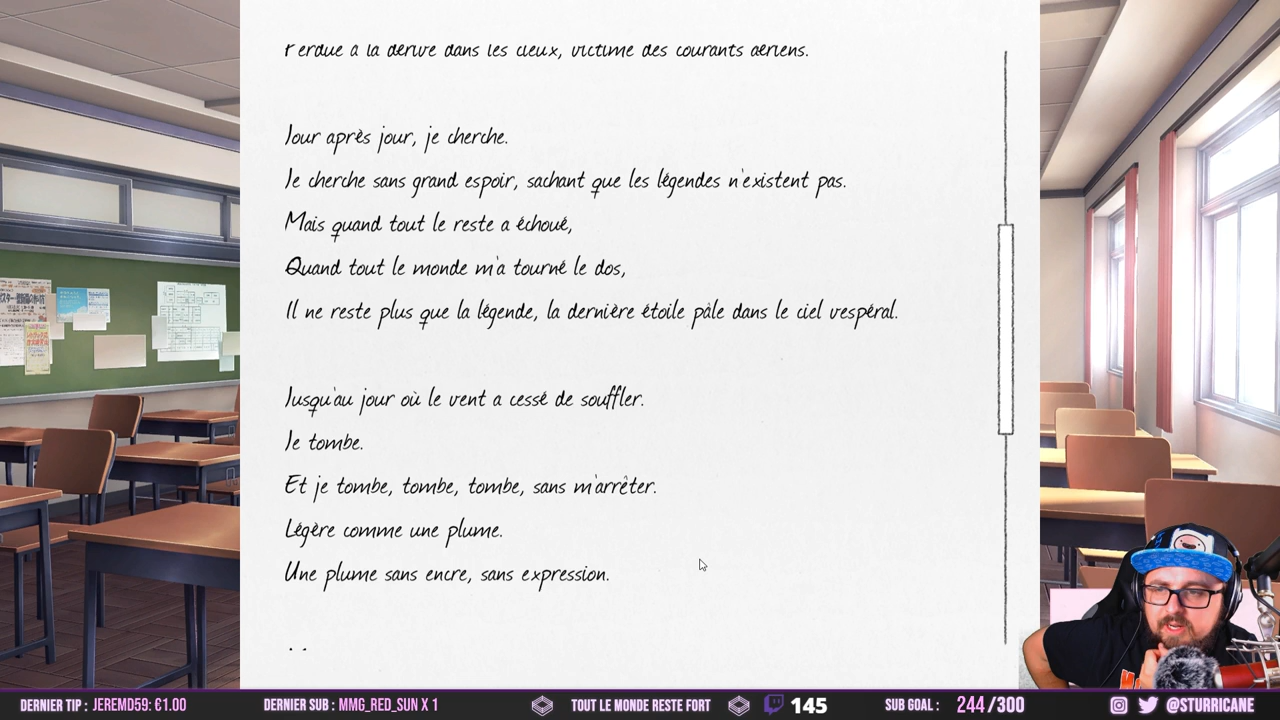 Perdue à la dérive dans les cieux, victime des courants aériens.
Jour après jour, je cherche.
Je cherche sans grand espoir, sachant que les légendes n'existent pas.
Mais quand tout le reste a échoué,
Quand tout le monde m'a tourné le dos,
Il ne reste plus que la légende, la dernière étoile pâle dans le ciel vespéral.
Jusqu'au jour où le vent a cessé de souffler.
Je tombe.
Et je tombe, tombe, tombe, sans m'arrêter.
Légère comme une plume.
Une plume sans encre, sans expression.
DERNIER TIP : JEREMD59: €1.00
DERNIER SUB : MMG_RED_SUN X 1
TOUT LE MONDE RESTE FORT
145
SUB GOAL : 244/300
@STURRICANE